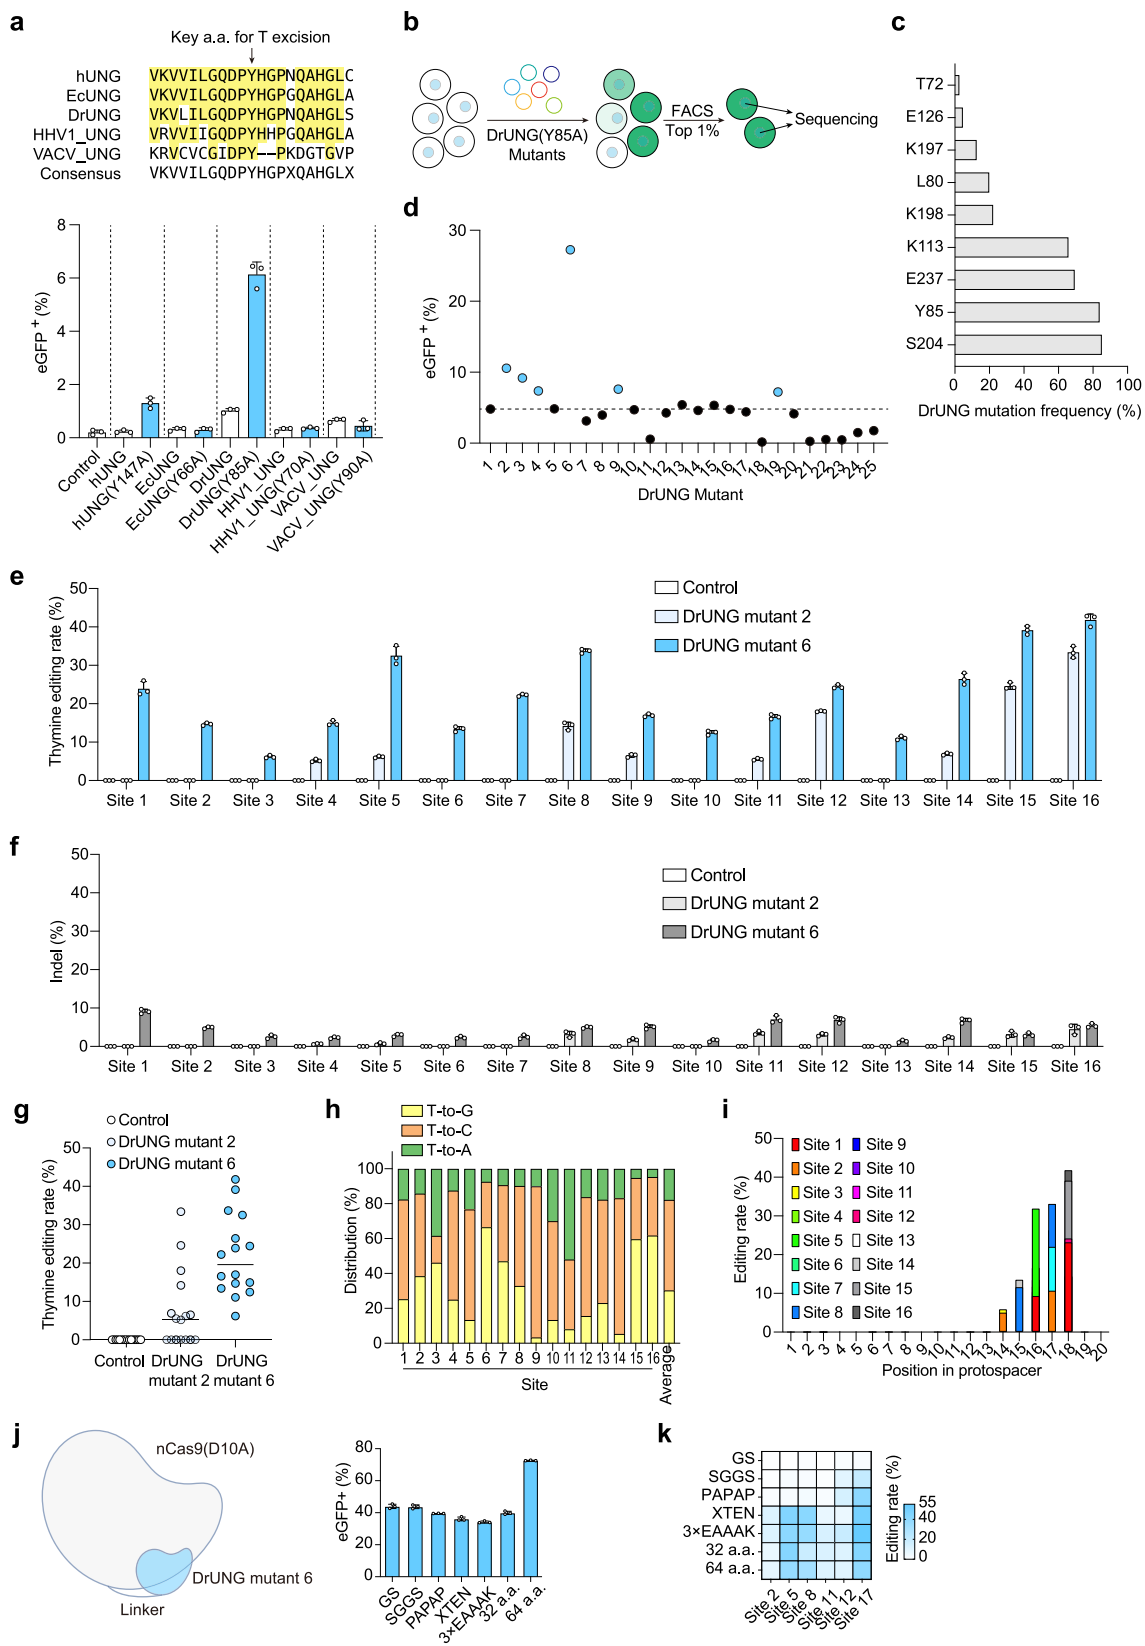 a
Key a.a. for T excision
hUNG VKVVILGQDPYHGPNQAHGLC
EcUNG VKVVILGQDPYHGPGQAHGLA
DrUNG VKVLILGQDPYHGPNQAHGLS
HHV1_UNG VRVVIIGQDPYHHPGQAHGLA
VACV_UNG KRVCVCGIDPY--PKDGTGVP
Consensus VKVVILGQDPYHGPXQAHGLX
eGFP+ (%)
8
6
4
2
0
Control
hUNG
hUNG(Y147A)
EcUNG
EcUNG(Y66A)
DrUNG
DrUNG(Y85A)
HHV1_UNG
HHV1_UNG(Y70A)
VACV_UNG
VACV_UNG(Y90A)
b
DrUNG(Y85A)
Mutants
FACS
Top 1%
Sequencing
c
T72
E126
K197
L80
K198
K113
E237
Y85
S204
0 20 40 60 80 100
DrUNG mutation frequency (%)
d
eGFP+ (%)
30
20
10
0
1 2 3 4 5 6 7 8 9 10 11 12 13 14 15 16 17 18 19 20 21 22 23 24 25
DrUNG Mutant
e
Thymine editing rate (%)
50
40
30
20
10
0
Control
DrUNG mutant 2
DrUNG mutant 6
Site 1 Site 2 Site 3 Site 4 Site 5 Site 6 Site 7 Site 8 Site 9 Site 10 Site 11 Site 12 Site 13 Site 14 Site 15 Site 16
f
Indel (%)
50
40
30
20
10
0
Control
DrUNG mutant 2
DrUNG mutant 6
Site 1 Site 2 Site 3 Site 4 Site 5 Site 6 Site 7 Site 8 Site 9 Site 10 Site 11 Site 12 Site 13 Site 14 Site 15 Site 16
g
Control
DrUNG mutant 2
DrUNG mutant 6
Thymine editing rate (%)
50
40
30
20
10
0
Control DrUNG DrUNG
mutant 2 mutant 6
h
T-to-G
T-to-C
T-to-A
Distribution (%)
100
80
60
40
20
0
1 2 3 4 5 6 7 8 9 10 11 12 13 14 15 16 Average
Site
i
Editing rate (%)
50
40
30
20
10
0
Site 1
Site 2
Site 3
Site 4
Site 5
Site 6
Site 7
Site 8
Site 9
Site 10
Site 11
Site 12
Site 13
Site 14
Site 15
Site 16
1 2 3 4 5 6 7 8 9 10 11 12 13 14 15 16 17 18 19 20
Position in protospacer
j
nCas9(D10A)
DrUNG mutant 6
Linker
eGFP+ (%)
80
60
40
20
0
GS
SGGS
PAPAP
XTEN
3×EAAAK
32 a.a.
64 a.a.
k
GS
SGGS
PAPAP
XTEN
3×EAAAK
32 a.a.
64 a.a.
Site 2
Site 5
Site 8
Site 11
Site 12
Site 17
Editing rate (%)
55
40
20
0